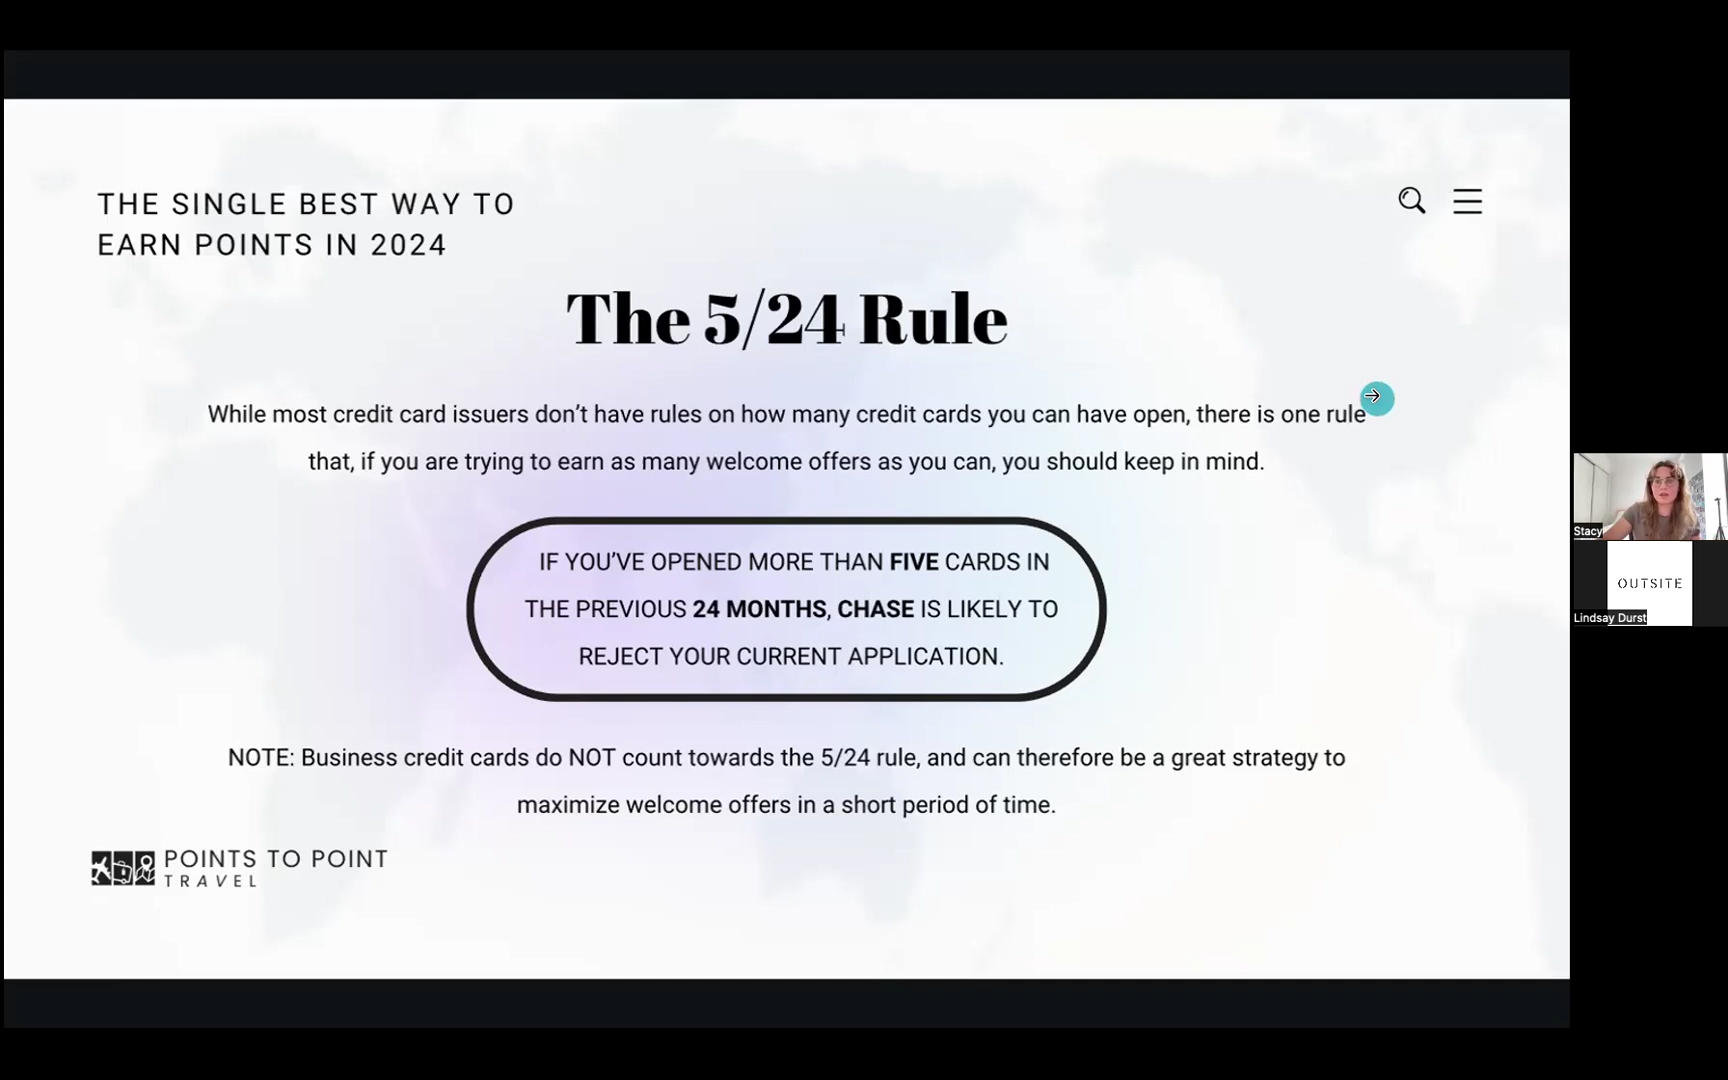 THE SINGLE BEST WAY TO
EARN POINTS IN 2024
The 5/24 Rule
While most credit card issuers don’t have rules on how many credit cards you can have open, there is one rule
that, if you are trying to earn as many welcome offers as you can, you should keep in mind.
IF YOU’VE OPENED MORE THAN FIVE CARDS IN
THE PREVIOUS 24 MONTHS, CHASE IS LIKELY TO
REJECT YOUR CURRENT APPLICATION.
NOTE: Business credit cards do NOT count towards the 5/24 rule, and can therefore be a great strategy to
maximize welcome offers in a short period of time.
POINTS TO POINT
TRAVEL
Stacy
OUTSITE
Lindsay Durst